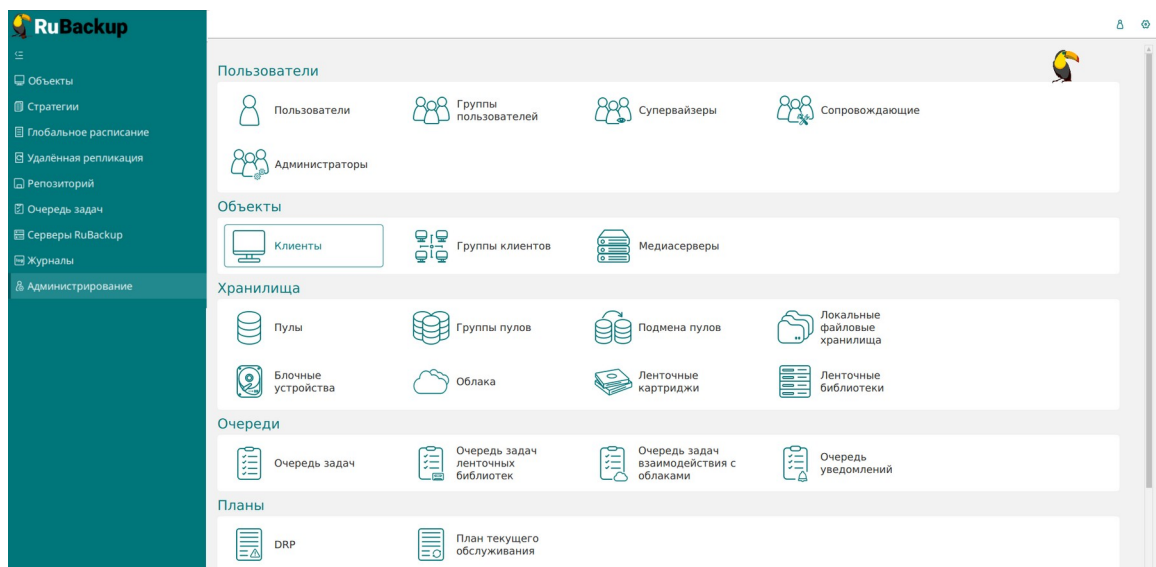 RuBackup
Объекты
Стратегии
Глобальное расписание
Удалённая репликация
Репозиторий
Очередь задач
Серверы RuBackup
Журналы
Администрирование
Пользователи
Пользователи
Группы
пользователей
Супервайзеры
Сопровождающие
Администраторы
Объекты
Клиенты
Группы клиентов
Медиасерверы
Хранилища
Пулы
Группы пулов
Подмена пулов
Локальные
файловые
хранилища
Блочные
устройства
Облака
Ленточные
картриджи
Ленточные
библиотеки
Очереди
Очередь задач
Очередь задач
ленточных
библиотек
Очередь задач
взаимодействия с
облаками
Очередь
уведомлений
Планы
DRP
План текущего
обслуживания